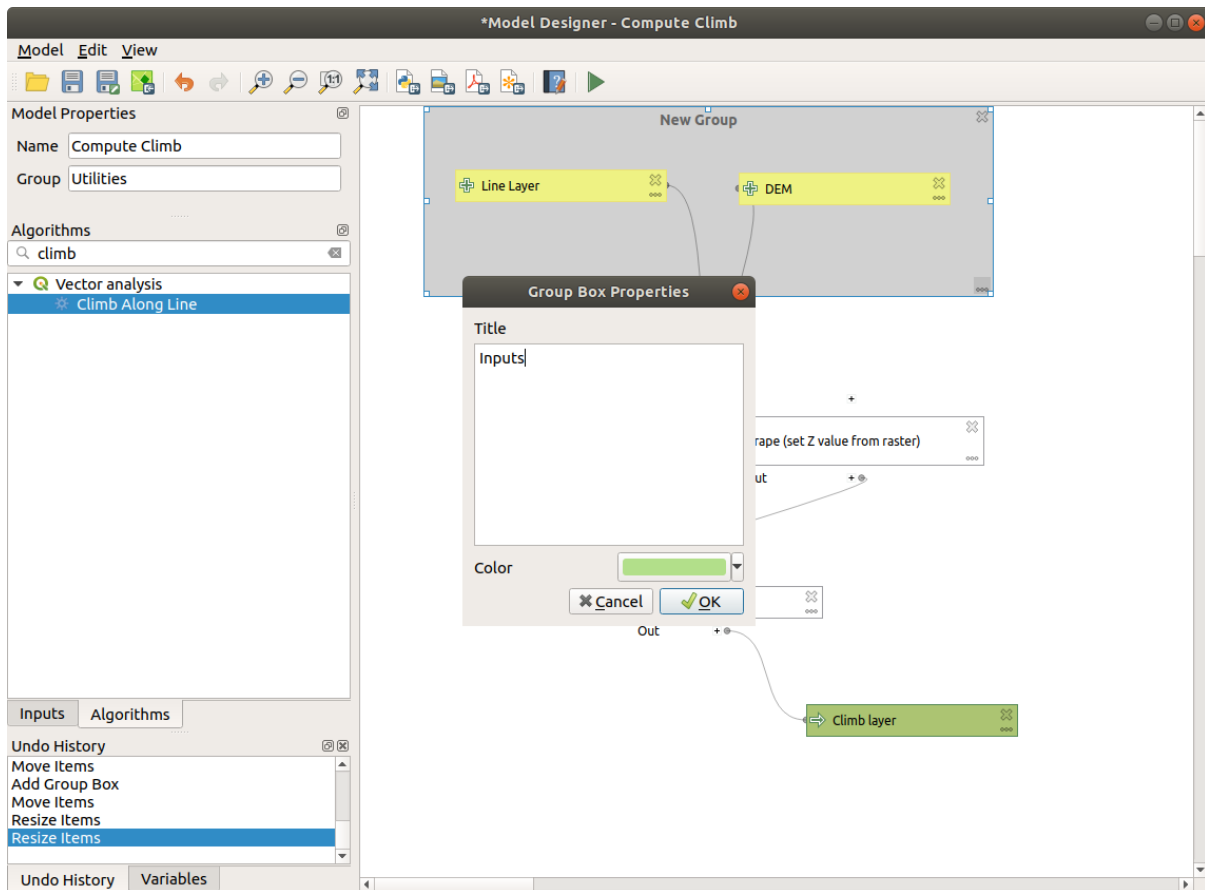 *Model Designer - Compute Climb
Model Edit View
1:1
Model Properties
Name Compute Climb
Group Utilities
Algorithms
climb
Vector analysis
Climb Along Line
Inputs Algorithms
Undo History
Move Items
Add Group Box
Move Items
Resize Items
Resize Items
Undo History Variables
New Group
Line Layer
DEM
Group Box Properties
Title
Inputs
Color
Cancel OK
rape (set Z value from raster)
ut
Out
Climb layer